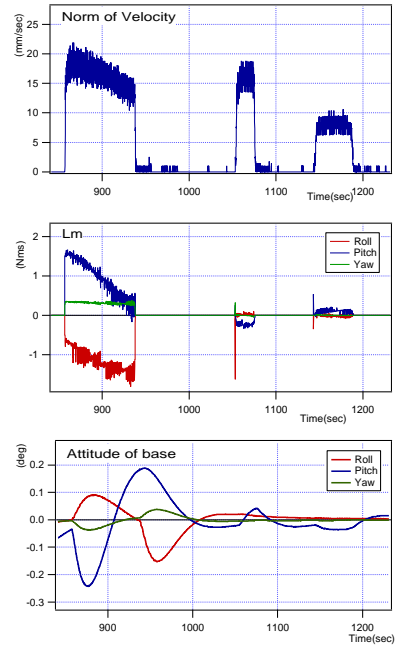 Norm of Velocity
(mm/sec)
25
20
15
10
5
0
900
1000
1100
1200
Time(sec)
Lm
(Nms)
2
1
0
-1
Roll
Pitch
Yaw
900
1000
1100
1200
Time(sec)
Attitude of base
(deg)
0.2
0.1
0.0
-0.1
-0.2
-0.3
Roll
Pitch
Yaw
900
1000
1100
1200
Time(sec)